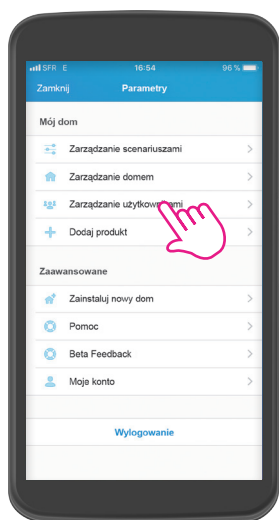 SFR E 16:54 96 %
Zamknij Parametry
Mój dom
Zarządzanie scenariuszami
Zarządzanie domem
Zarządzanie użytkownikami
Dodaj produkt
Zaawansowane
Zainstaluj nowy dom
Pomoc
Beta Feedback
Moje konto
Wylogowanie